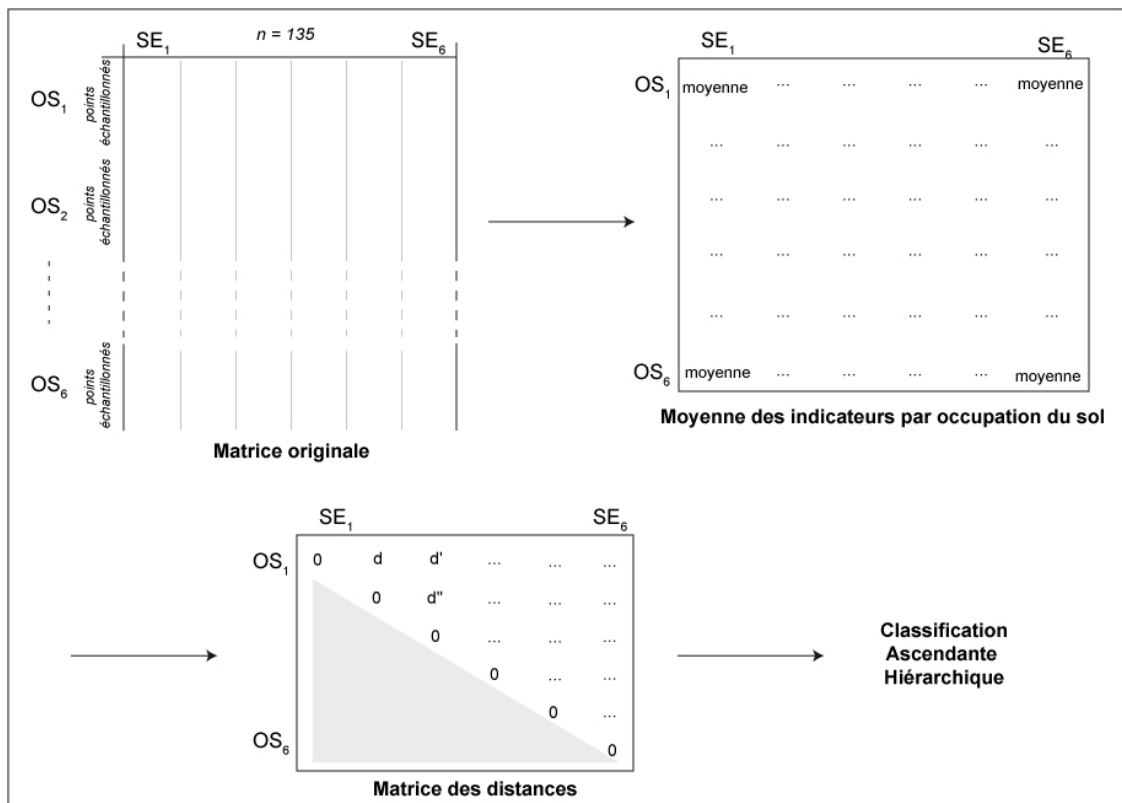 SE1 n = 135 SE6
OS1 points échantillonnés
OS2 points échantillonnés
OS6 points échantillonnés
Matrice originale
SE1 SE6
OS1 moyenne ... ... ... ... moyenne
... ... ... ... ... ...
... ... ... ... ... ...
... ... ... ... ... ...
... ... ... ... ... ...
OS6 moyenne ... ... ... ... moyenne
Moyenne des indicateurs par occupation du sol
SE1 SE6
OS1 0 d d' ... ... ...
0 d" ... ... ...
0 ... ... ...
0 ... ...
0 ...
OS6 0
Matrice des distances
Classification
Ascendante
Hiérarchique